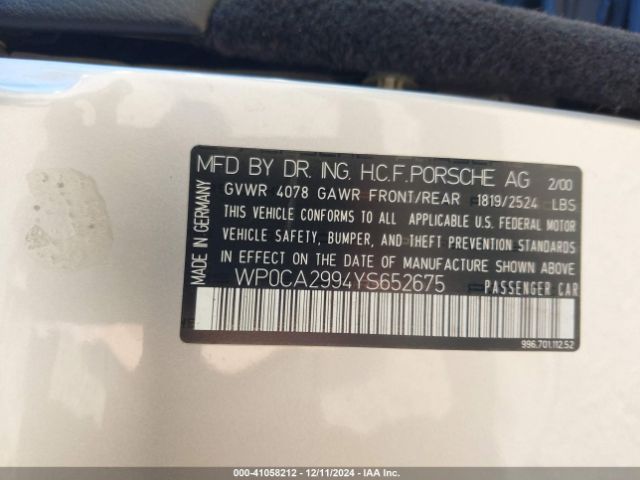 MFD BY DR. ING. H.C.F. PORSCHE AG 2/00
GVWR 4078 GAWR FRONT/REAR 1819/2524 LBS
THIS VEHICLE CONFORMS TO ALL APPLICABLE U.S. FEDERAL MOTOR
VEHICLE SAFETY, BUMPER, AND THEFT PREVENTION STANDARDS
IN EFFECT ON THE DATE OF MANUFACTURE SHOWN ABOVE
WP0CA2994YS652675 PASSENGER CAR
MADE IN GERMANY
996.701.112.52
000-41058212 - 12/11/2024 - IAA Inc.